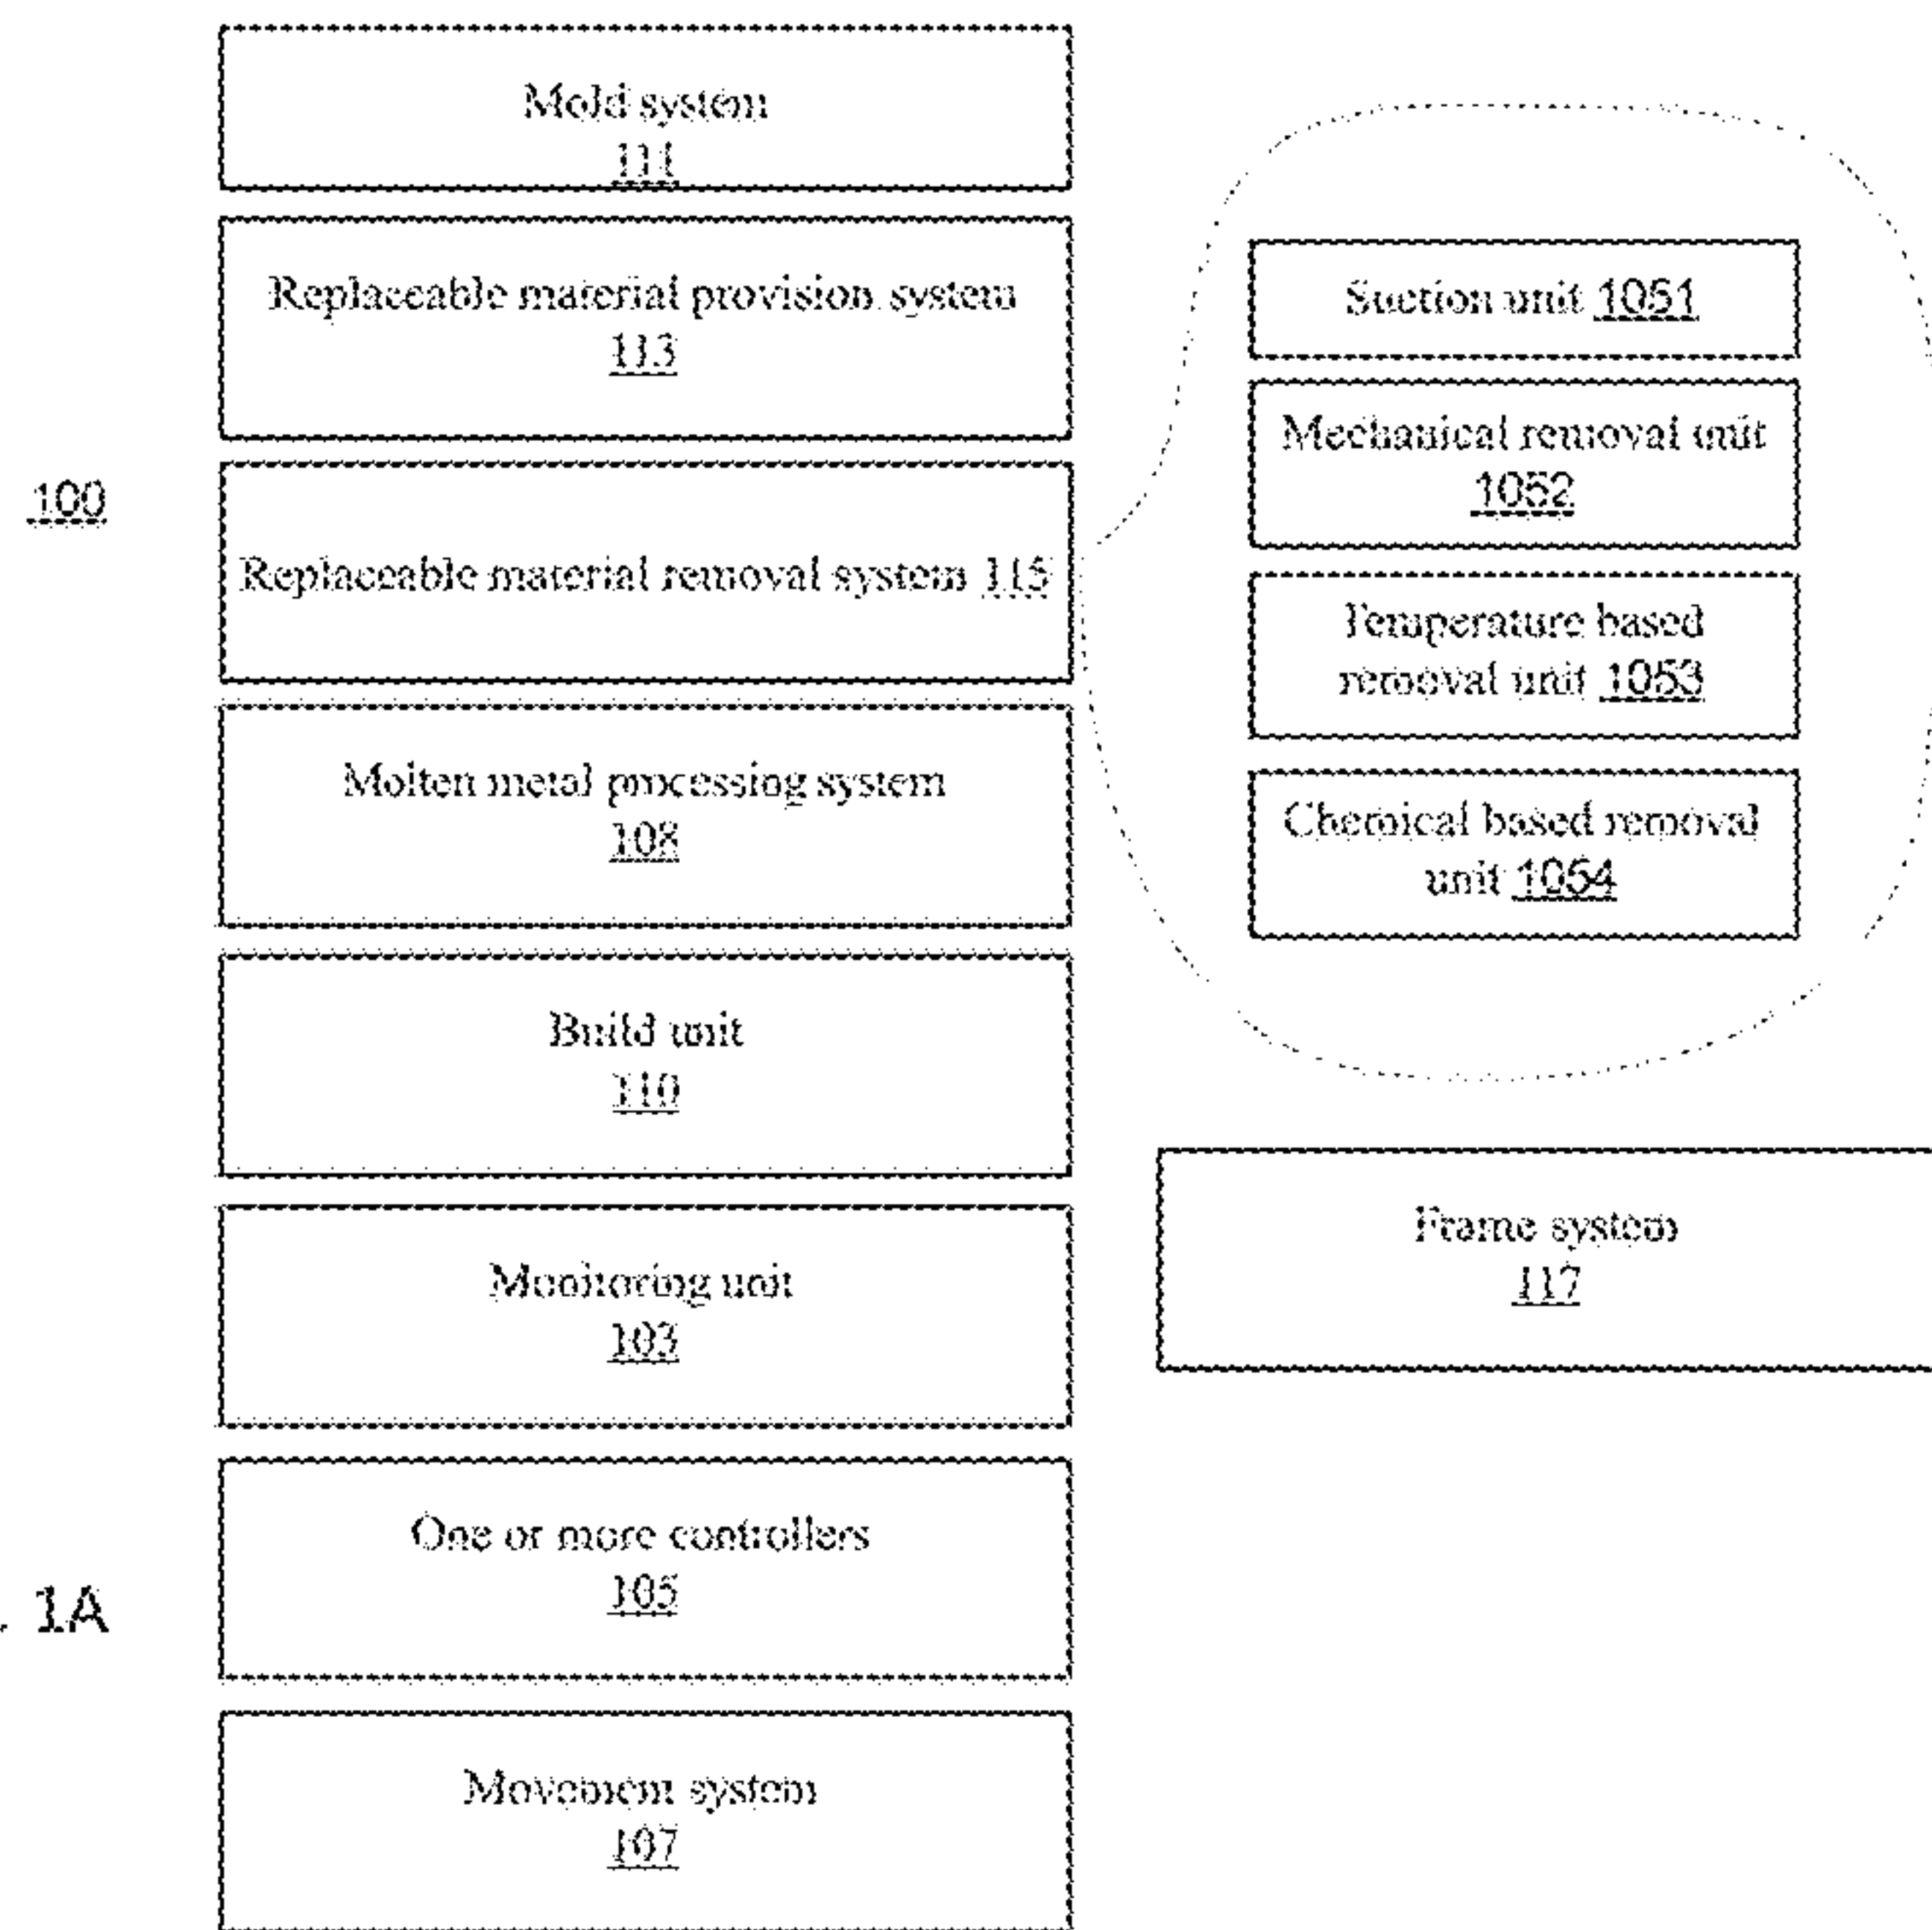 Mold system
111
Replaceable material provision system
113
100
Replaceable material removal system 115
Molten metal processing system
108
Build unit
110
Monitoring unit
103
One or more controllers
105
. 1A
Movement system
107
Suction unit 1051
Mechanical removal unit
1052
Temperature based
removal unit 1053
Chemical based removal
unit 1054
Frame system
117